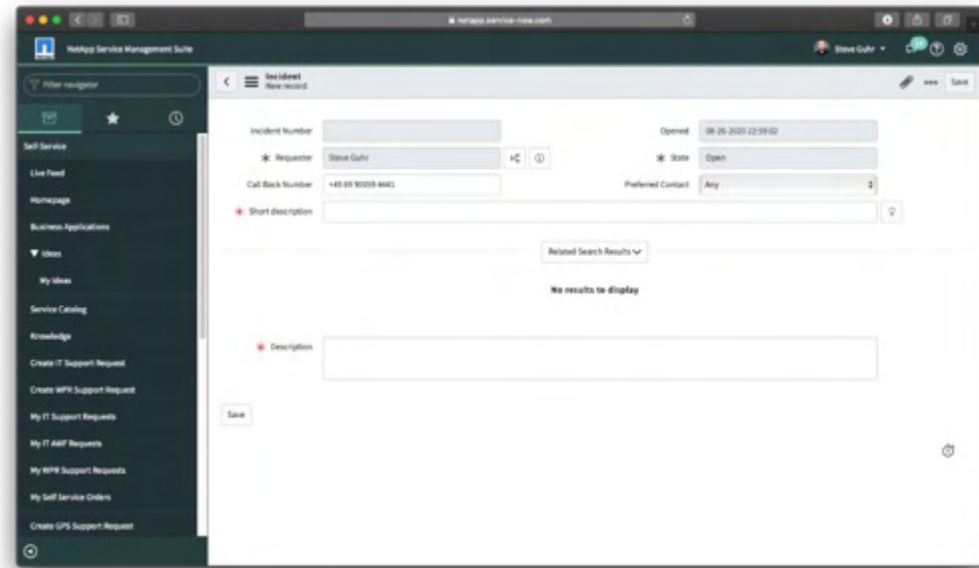 netapp.service-now.com
NetApp Service Management Suite
Steve Guhr
Filter navigator
Incident
New record
Save
Self-Service
Live Feed
Homepage
Business Applications
Ideas
My Ideas
Service Catalog
Knowledge
Create IT Support Request
Create WPR Support Request
My IT Support Requests
My IT AWF Requests
My WPR Support Requests
My Self Service Orders
Create GPS Support Request
Incident Number
Opened 08-26-2020 22:59:02
Requester Steve Guhr
State Open
Call Back Number
Preferred Contact Any
Short description
Related Search Results
No results to display
Description
Save